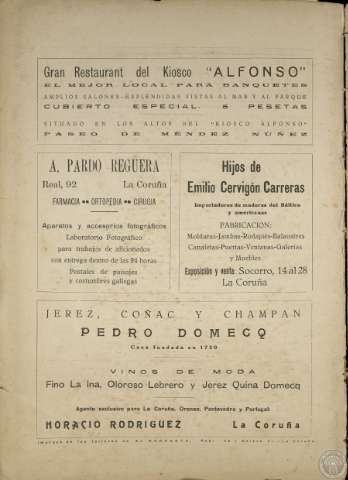 Gran Restaurant del Kiosco "ALFONSO"
EL MEJOR LOCAL PARA BANQUETES
AMPLIOS SALONES-ESPLENDIDAS VISTAS AL MAR Y AL PARQUE
CUBIERTO ESPECIAL. 5 PESETAS
SITUADO EN LOS ALTOS DEL "KIOSCO ALFONSO"
PASEO DE MÉNDEZ NÚÑEZ
A. PARDO REGUERA
Real, 92 La Coruña
FARMACIA •• ORTOPEDIA •• CIRUGIA
Aparatos y accesorios fotográficos
Laboratorio Fotográfico
para trabajos de aficionados
con entrega dentro de las 24 horas
Postales de paisajes
y costumbres gallegas
Hijos de
Emilio Cervigón Carreras
Importadores de maderas del Báltico
y americanas
FABRICACION:
Molduras-Jambas-Rodapiés-Balaustres
Canaletas-Puertas-Ventanas-Galerías
y Muebles
Exposición y venta: Socorro, 14 al 28
La Coruña
JEREZ, COÑAC Y CHAMPAN
PEDRO DOMECQ
Casa fundada en 1730
VINOS DE MODA
Fino La Ina, Oloroso Lebrero y Jerez Quina Domecq
Agente exclusivo para La Coruña, Orense, Pontevedra y Portugal:
HORACIO RODRIGUEZ La Coruña